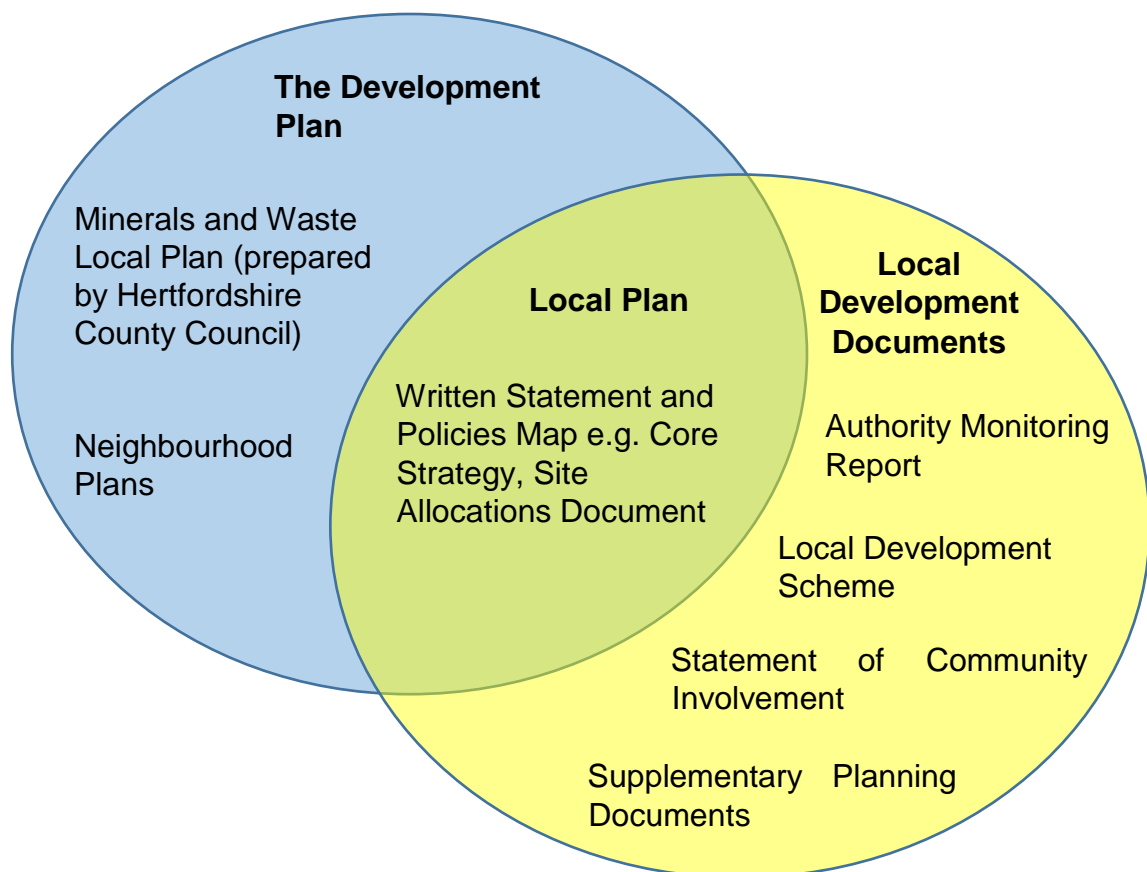 The Development
Plan
Minerals and Waste
Local Plan (prepared
by Hertfordshire
County Council)
Neighbourhood
Plans
Local Plan
Written Statement and
Policies Map e.g. Core
Strategy, Site
Allocations Document
Local
Development
Documents
Authority Monitoring
Report
Local Development
Scheme
Statement of Community
Involvement
Supplementary Planning
Documents